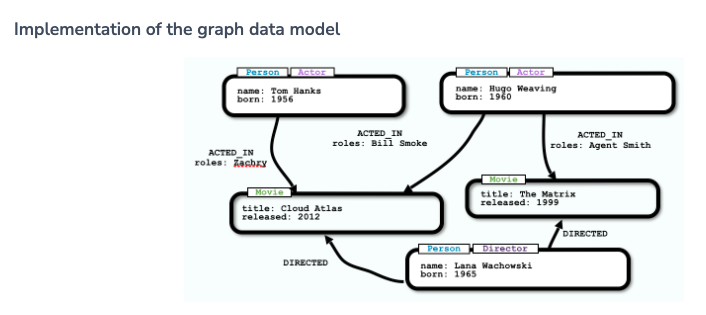 Implementation of the graph data model
Person Actor
name: Tom Hanks
born: 1956
Person Actor
name: Hugo Weaving
born: 1960
ACTED_IN
roles: Zachry
ACTED_IN
roles: Bill Smoke
ACTED_IN
roles: Agent Smith
Movie
title: Cloud Atlas
released: 2012
Movie
title: The Matrix
released: 1999
DIRECTED
DIRECTED
Person Director
name: Lana Wachowski
born: 1965